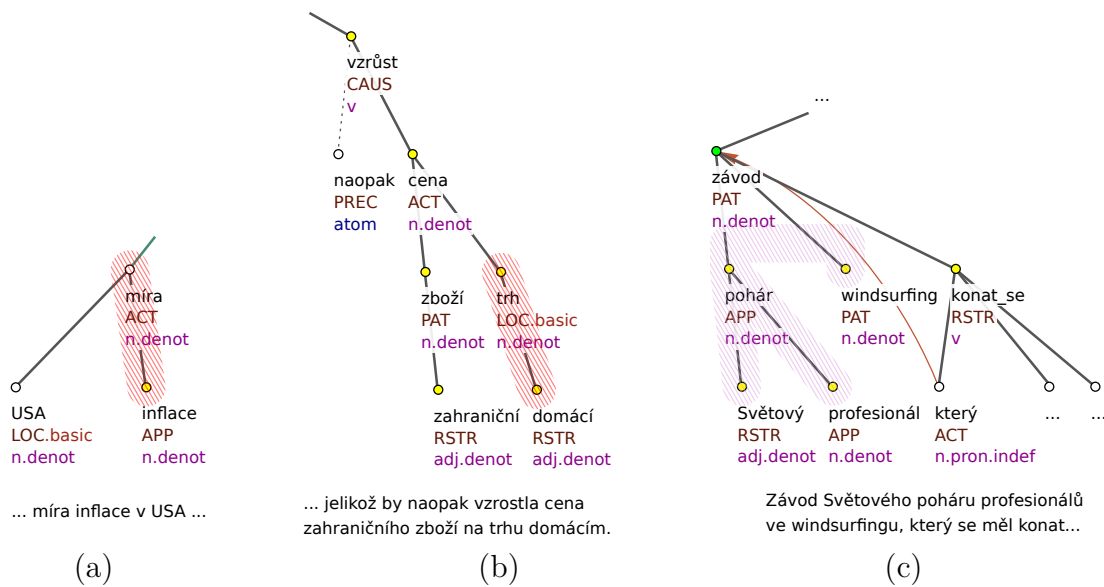 míra
ACT
n.denot
USA
LOC.basic
n.denot
inflace
APP
n.denot
... míra inflace v USA ...
(a)
vzrůst
CAUS
v
naopak
PREC
atom
cena
ACT
n.denot
zboží
PAT
n.denot
trh
LOC.basic
n.denot
zahraniční
RSTR
adj.denot
domácí
RSTR
adj.denot
... jelikož by naopak vzrostla cena
zahraničního zboží na trhu domácím.
(b)
...
závod
PAT
n.denot
pohár
APP
n.denot
windsurfing
PAT
n.denot
konat_se
RSTR
v
Světový
RSTR
adj.denot
profesionál
APP
n.denot
který
ACT
n.pron.indef
...
...
Závod Světového poháru profesionálů
ve windsurfingu, který se měl konat...
(c)